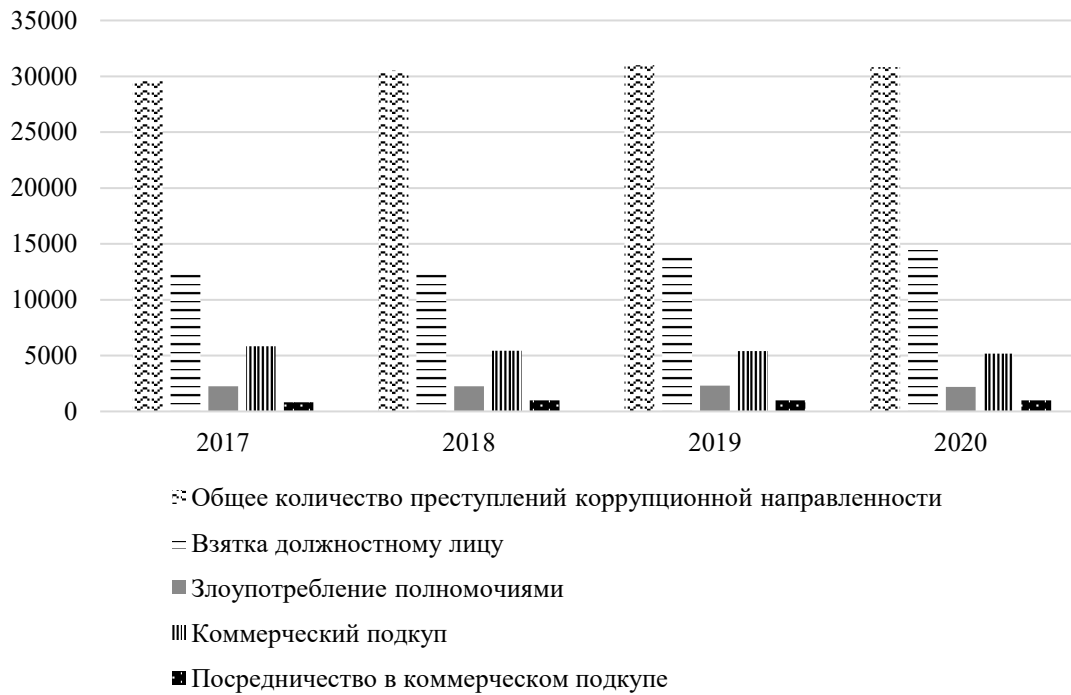 35000
30000
25000
20000
15000
10000
5000
0
2017 2018 2019 2020
Общее количество преступлений коррупционной направленности
Взятка должностному лицу
Злоупотребление полномочиями
Коммерческий подкуп
Посредничество в коммерческом подкупе